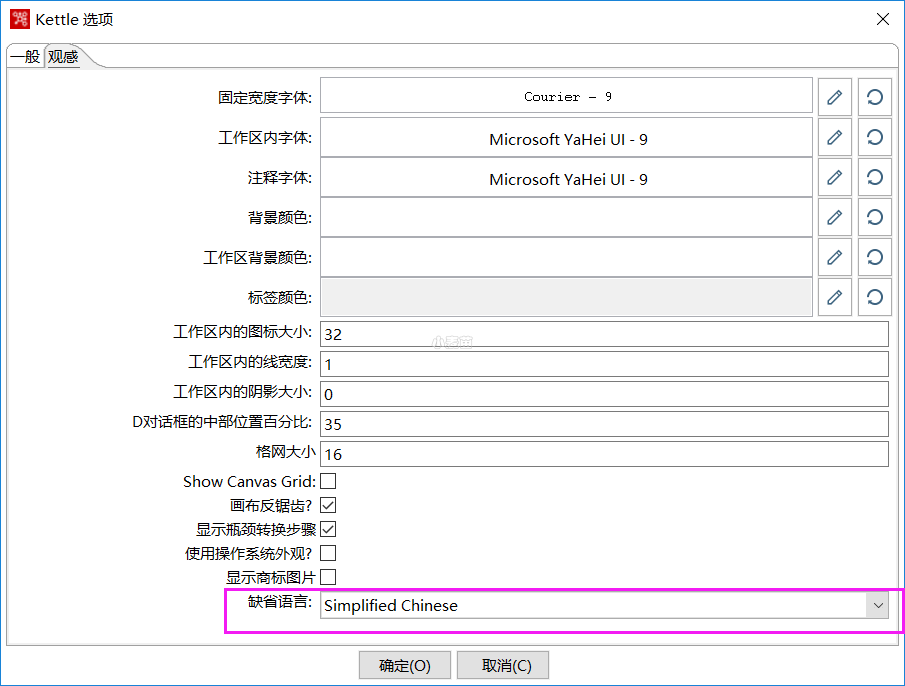 Kettle 选项
一般 观感
固定宽度字体: Courier - 9
工作区内字体: Microsoft YaHei UI - 9
注释字体: Microsoft YaHei UI - 9
背景颜色:
工作区背景颜色:
标签颜色:
工作区内的图标大小: 32
工作区内的线宽度: 1
工作区内的阴影大小: 0
D对话框的中部位置百分比: 35
格网大小 16
Show Canvas Grid:
画布反锯齿?
显示瓶颈转换步骤
使用操作系统外观?
显示商标图片
缺省语言: Simplified Chinese
确定(O) 取消(C)